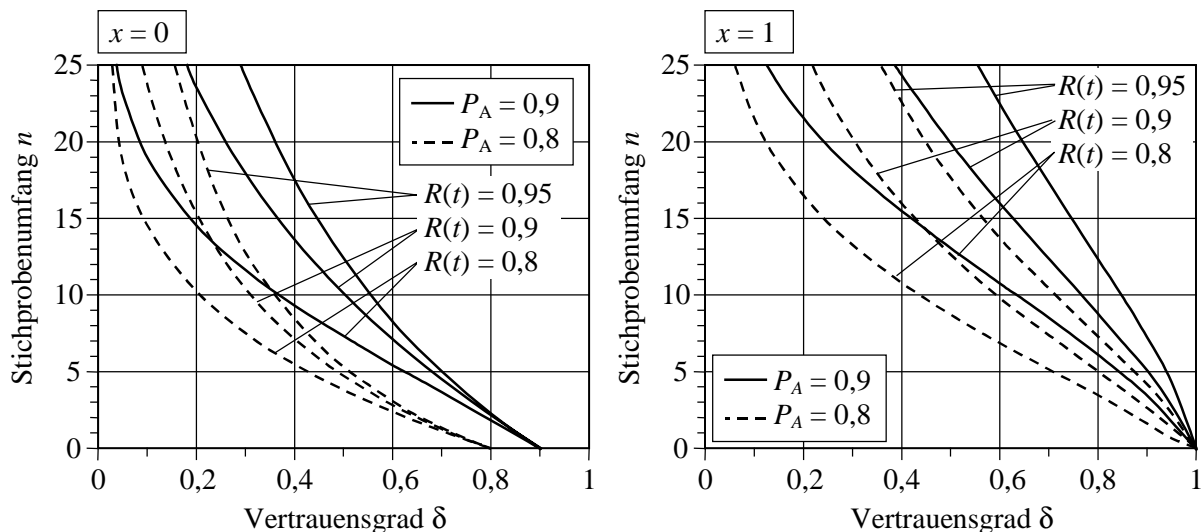 x = 0
25
20
15
10
5
0
Stichprobenumfang n
P_A = 0,9
P_A = 0,8
R(t) = 0,95
R(t) = 0,9
R(t) = 0,8
0
0,2
0,4
0,6
0,8
1
Vertrauensgrad δ
x = 1
25
20
15
10
5
0
Stichprobenumfang n
R(t) = 0,95
R(t) = 0,9
R(t) = 0,8
P_A = 0,9
P_A = 0,8
0
0,2
0,4
0,6
0,8
1
Vertrauensgrad δ